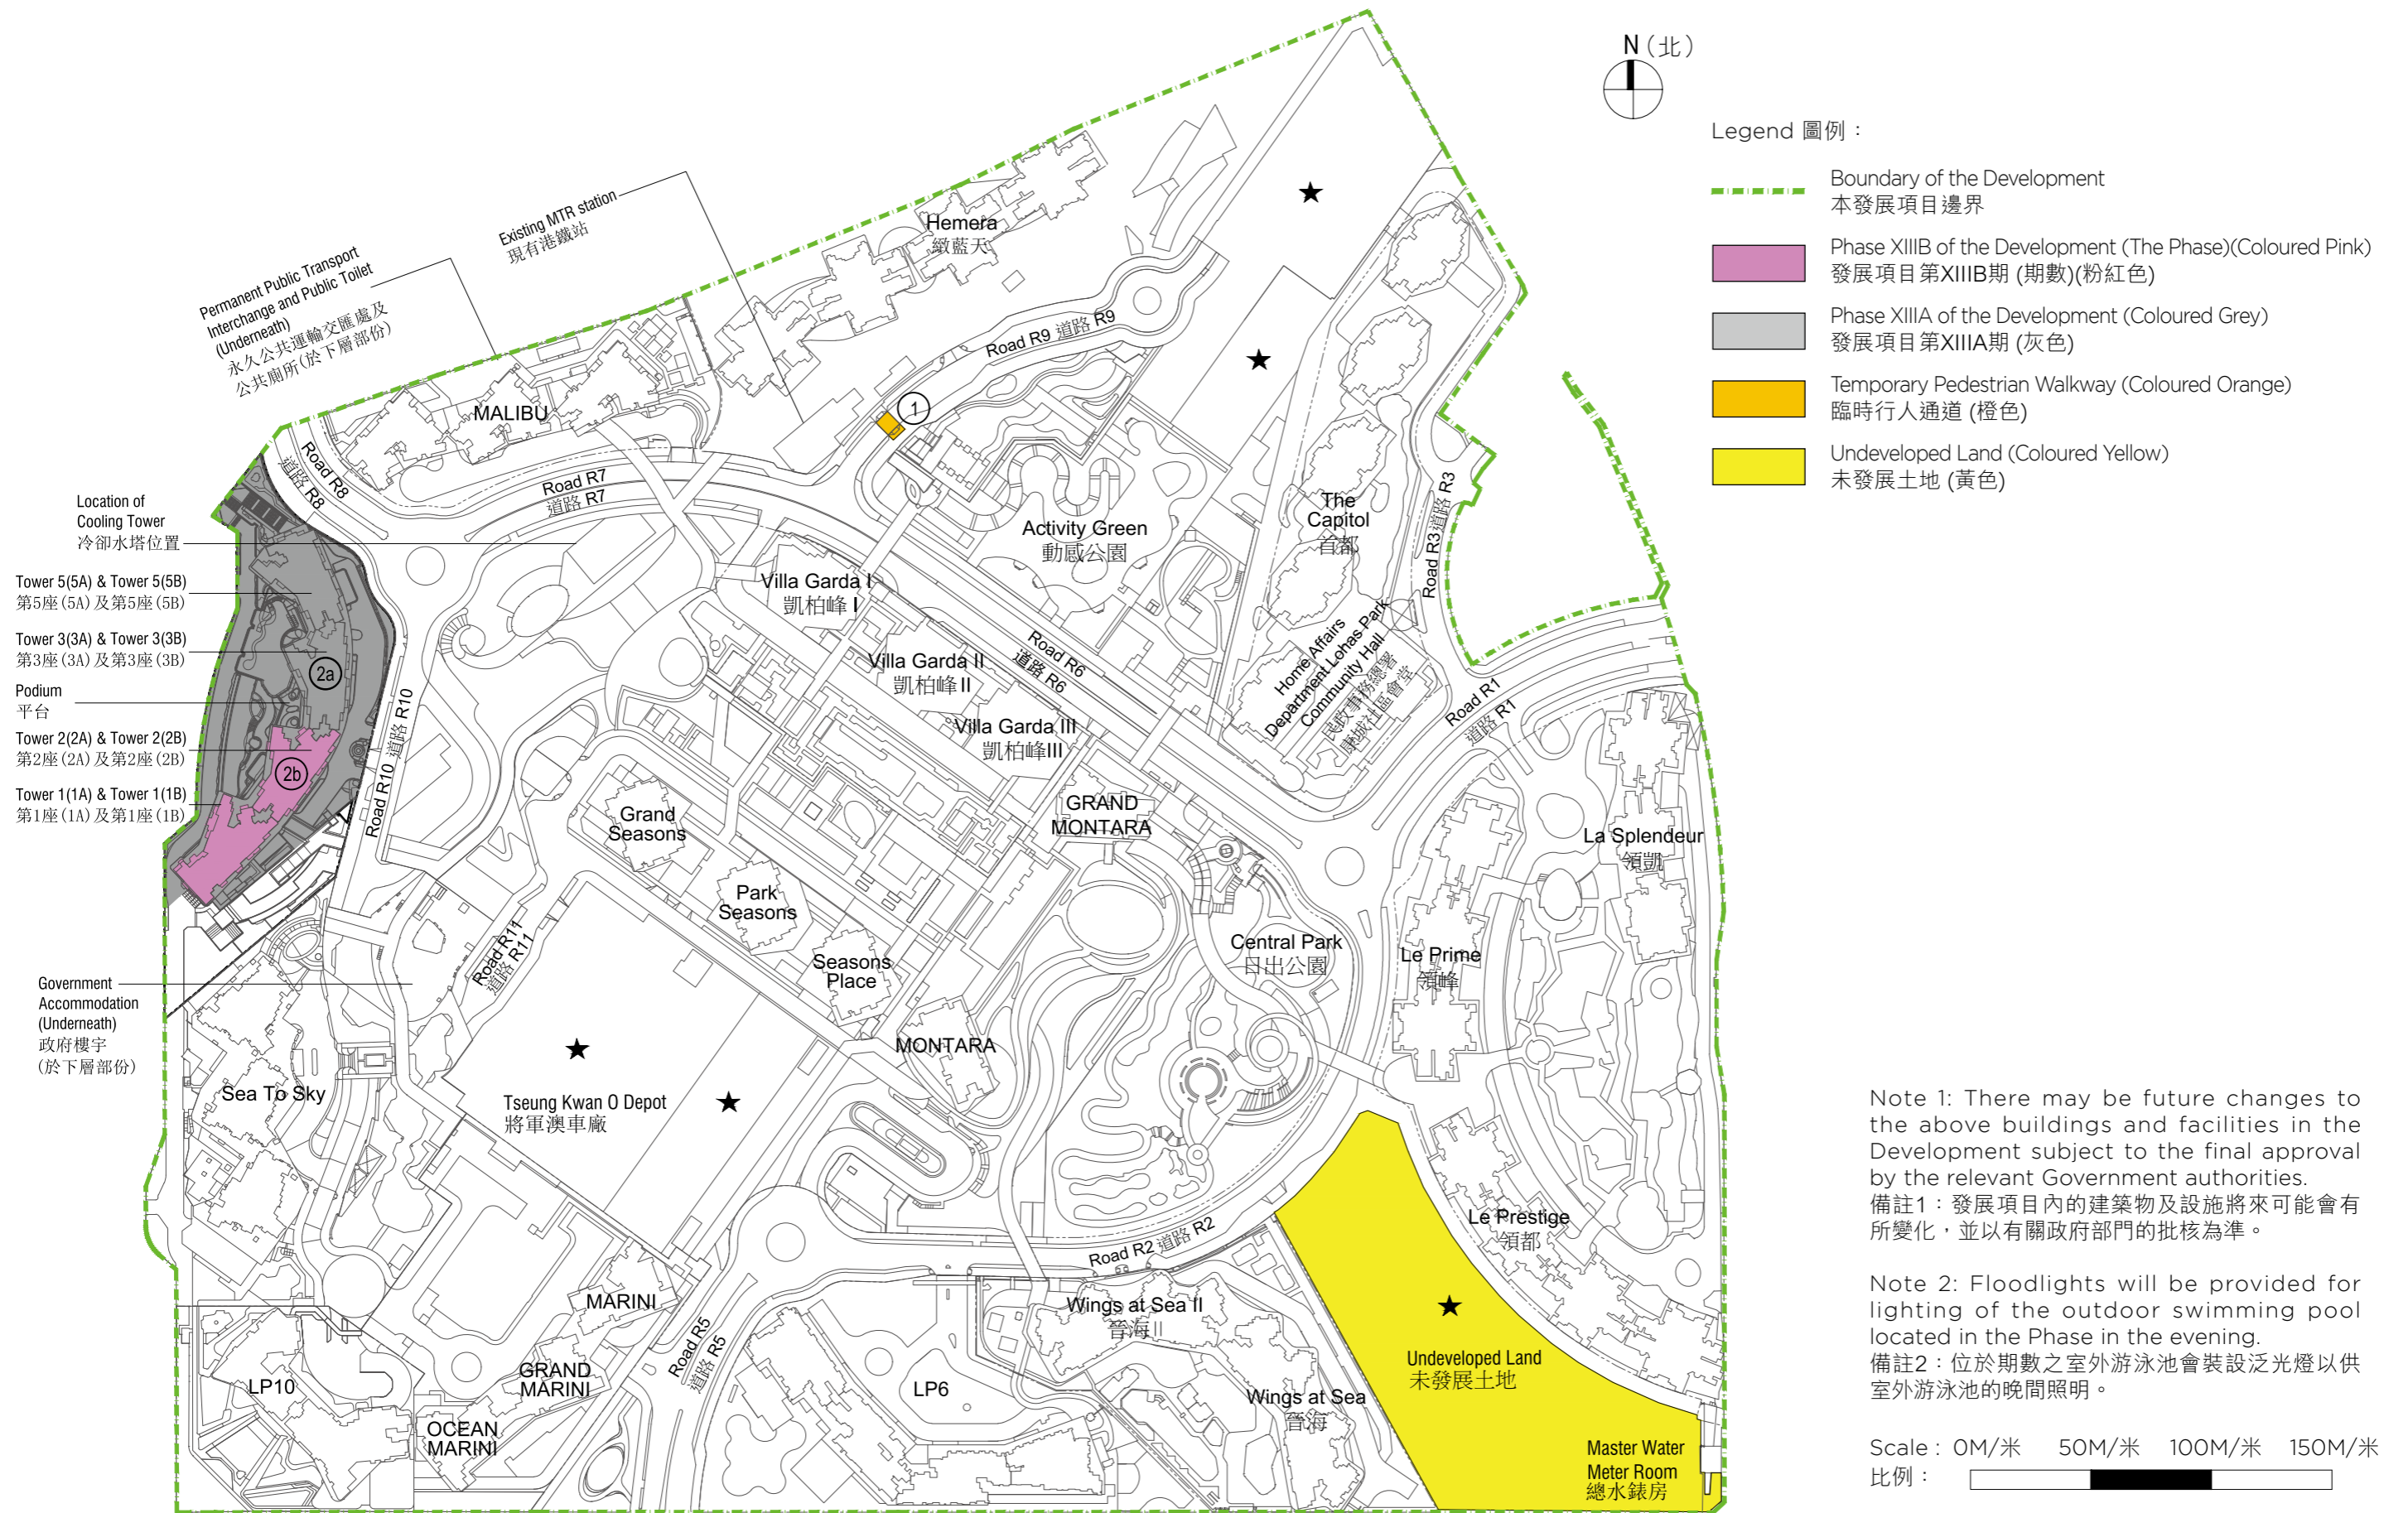 N(北)
Legend 圖例：
Boundary of the Development
本發展項目邊界
Phase XIIIB of the Development (The Phase)(Coloured Pink)
發展項目第XIIIB期 (期數)(粉紅色)
Phase XIIIA of the Development (Coloured Grey)
發展項目第XIIIA期 (灰色)
Temporary Pedestrian Walkway (Coloured Orange)
臨時行人通道 (橙色)
Undeveloped Land (Coloured Yellow)
未發展土地 (黃色)
Existing MTR station
現有港鐵站
Permanent Public Transport
Interchange and Public Toilet
(Underneath)
永久公共運輸交匯處及
公共廁所(於下層部份)
Hemera
緻藍天
MALIBU
Road R9 道路 R9
1
Road R8
道路 R8
Road R7
道路 R7
Location of
Cooling Tower
冷卻水塔位置
Tower 5(5A) & Tower 5(5B)
第5座(5A)及第5座(5B)
Tower 3(3A) & Tower 3(3B)
第3座(3A)及第3座(3B)
2a
Podium
平台
Tower 2(2A) & Tower 2(2B)
第2座(2A)及第2座(2B)
2b
Tower 1(1A) & Tower 1(1B)
第1座(1A)及第1座(1B)
Road R10 道路 R10
Activity Green
動感公園
The
Capitol
首都
Road R3 道路 R3
Villa Garda I
凱柏峰 I
Villa Garda II
凱柏峰 II
Villa Garda III
凱柏峰III
Road R6
道路 R6
Home Affairs
Department Lohas Park
Community Hall
民政事務總署
康城社區會堂
Road R1
道路 R1
Grand
Seasons
GRAND
MONTARA
La Splendeur
領凱
Park
Seasons
Seasons
Place
Central Park
日出公園
Le Prime
領峰
Road R11
道路 R11
Government
Accommodation
(Underneath)
政府樓宇
(於下層部份)
MONTARA
Sea To Sky
Tseung Kwan O Depot
將軍澳車廠
Le Prestige
領都
Road R2 道路 R2
MARINI
Wings at Sea II
晉海II
Road R5
道路 R5
GRAND
MARINI
LP10
LP6
Undeveloped Land
未發展土地
Wings at Sea
晉海
OCEAN
MARINI
Master Water
Meter Room
總水錶房
Note 1: There may be future changes to
the above buildings and facilities in the
Development subject to the final approval
by the relevant Government authorities.
備註1：發展項目內的建築物及設施將來可能會有
所變化，並以有關政府部門的批核為準。
Note 2: Floodlights will be provided for
lighting of the outdoor swimming pool
located in the Phase in the evening.
備註2：位於期數之室外游泳池會裝設泛光燈以供
室外游泳池的晚間照明。
Scale : 0M/米 50M/米 100M/米 150M/米
比例：